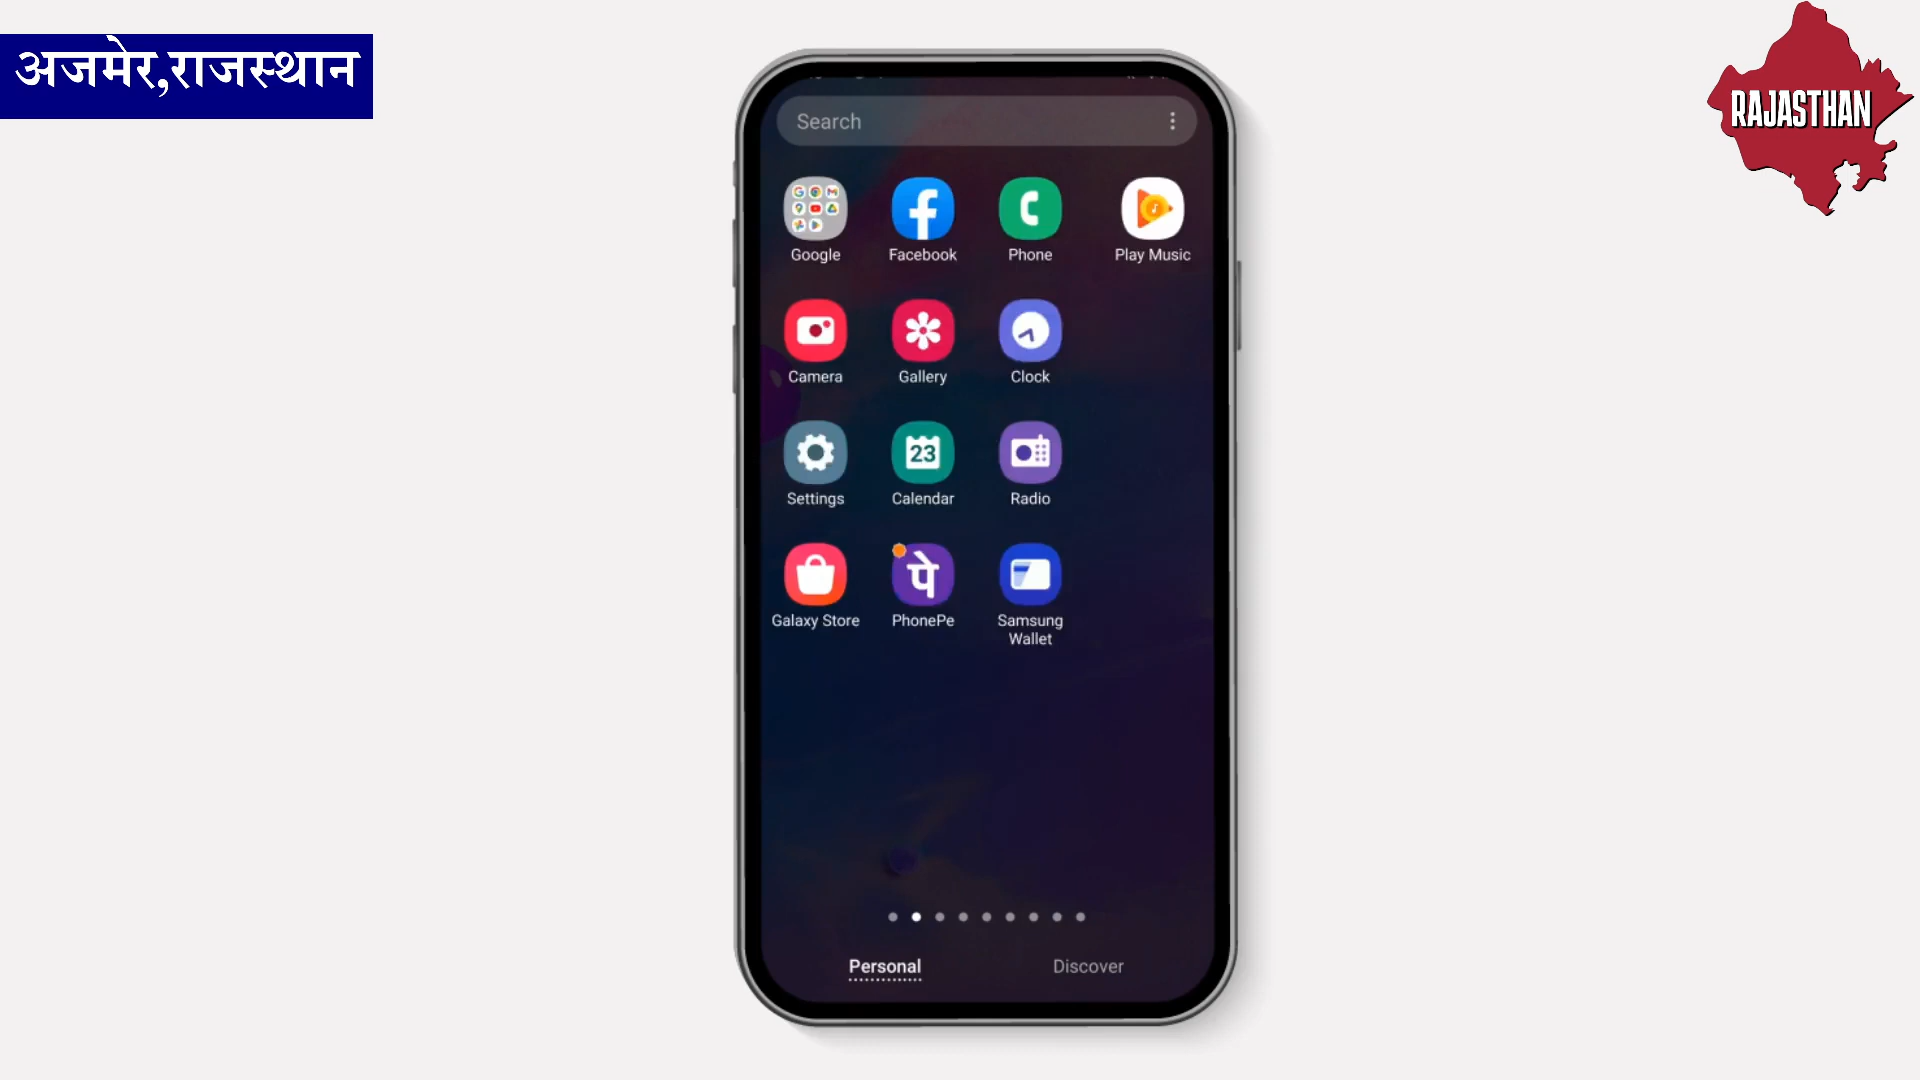 अजमेर,राजस्थान
RAJASTHAN
Search
Google
Facebook
Phone
Play Music
Camera
Gallery
Clock
Settings
23
Calendar
Radio
Galaxy Store
पे
PhonePe
Samsung
Wallet
Personal
Discover